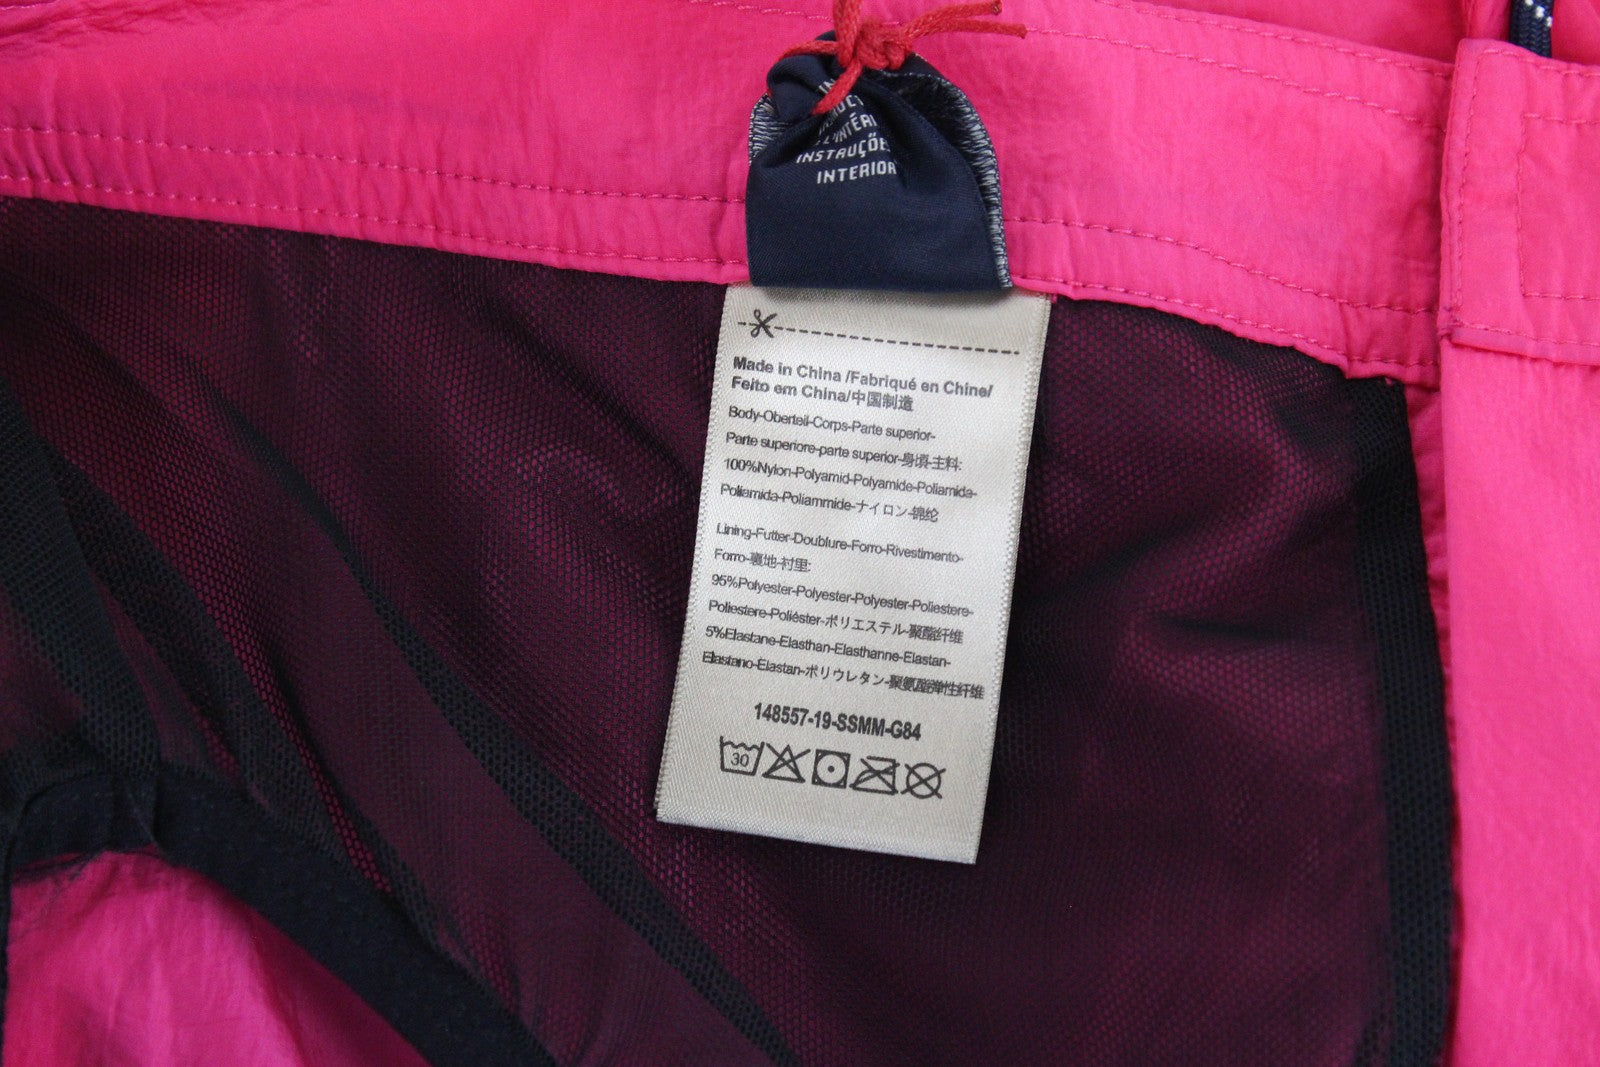 L'INTÉRI
INSTRUÇÕE
INTERIOR
Made in China /Fabriqué en Chine/
Feito em China/中国制造
Body-Oberteil-Corps-Parte superior-
Parte superiore-parte superior-身頃-主料:
100%Nylon-Polyamid-Polyamide-Poliamida-
Poliamida-Poliammide-ナイロン-锦纶
Lining-Futter-Doublure-Forro-Rivestimento-
Forro-裏地-衬里:
95%Polyester-Polyester-Polyester-Poliestere-
Poliestere-Poliéster-ポリエステル-聚酯纤维
5%Elastane-Elasthan-Elasthanne-Elastan-
Elastano-Elastan-ポリウレタン-聚氨酯弹性纤维
148557-19-SSMM-G84
30